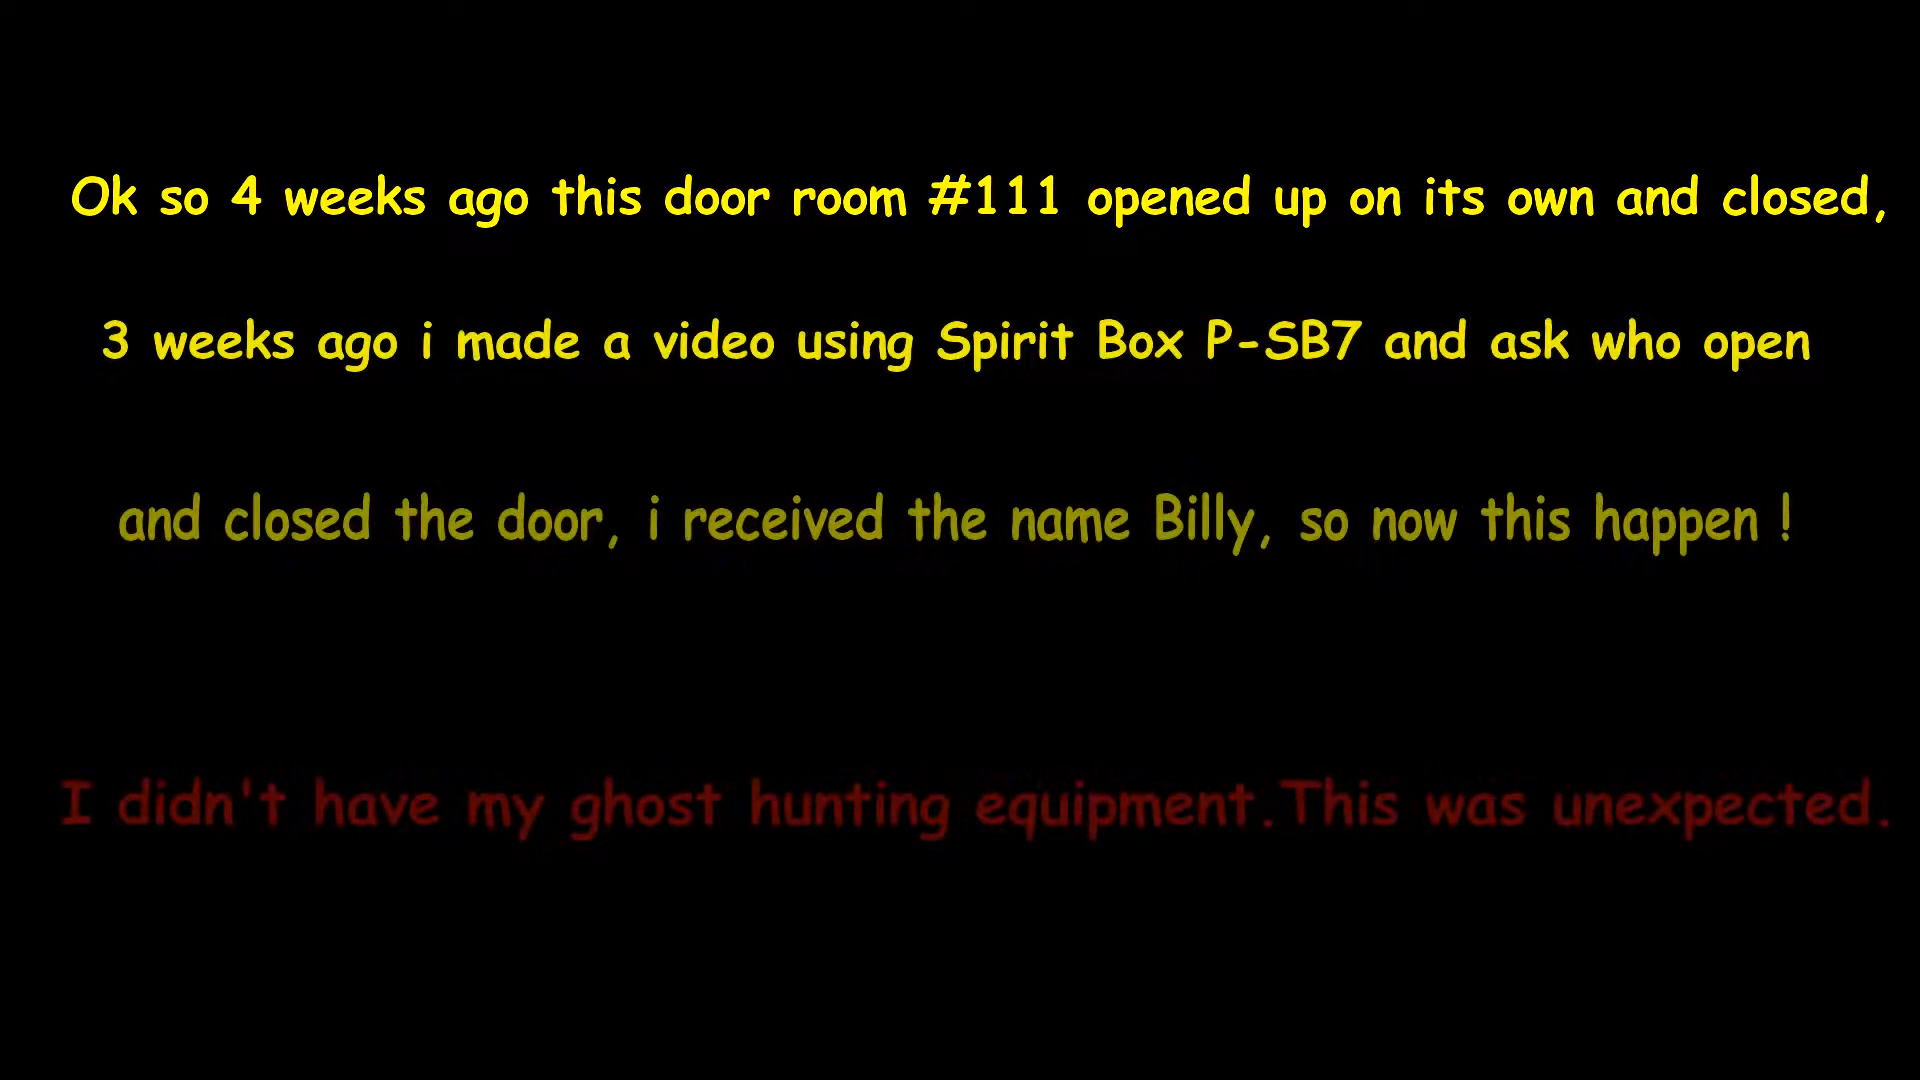 Ok so 4 weeks ago this door room #111 opened up on its own and closed,
3 weeks ago i made a video using Spirit Box P-SB7 and ask who open
and closed the door, i received the name Billy, so now this happen !
I didn't have my ghost hunting equipment.This was unexpected.